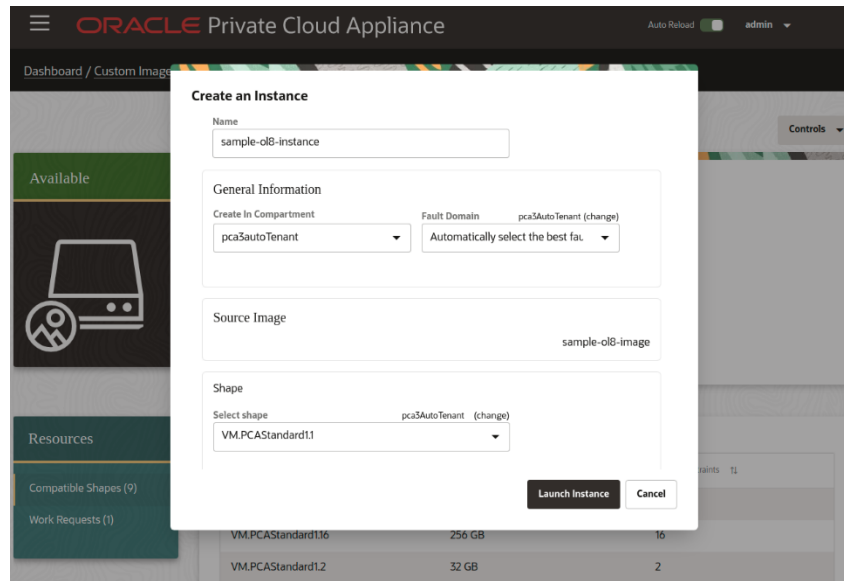 ORACLE Private Cloud Appliance
Auto Reload
admin
Dashboard / Custom Image
Controls
Create an Instance
Name
sample-ol8-instance
General Information
Create In Compartment
pca3autoTenant
Fault Domain
pca3AutoTenant (change)
Automatically select the best fau
Source Image
sample-ol8-image
Shape
Select shape
pca3AutoTenant (change)
VM.PCAStandard1.1
Launch Instance
Cancel
Available
Resources
Compatible Shapes (9)
Work Requests (1)
raints
VM.PCAStandard1.16 256 GB 16
VM.PCAStandard1.2 32 GB 2